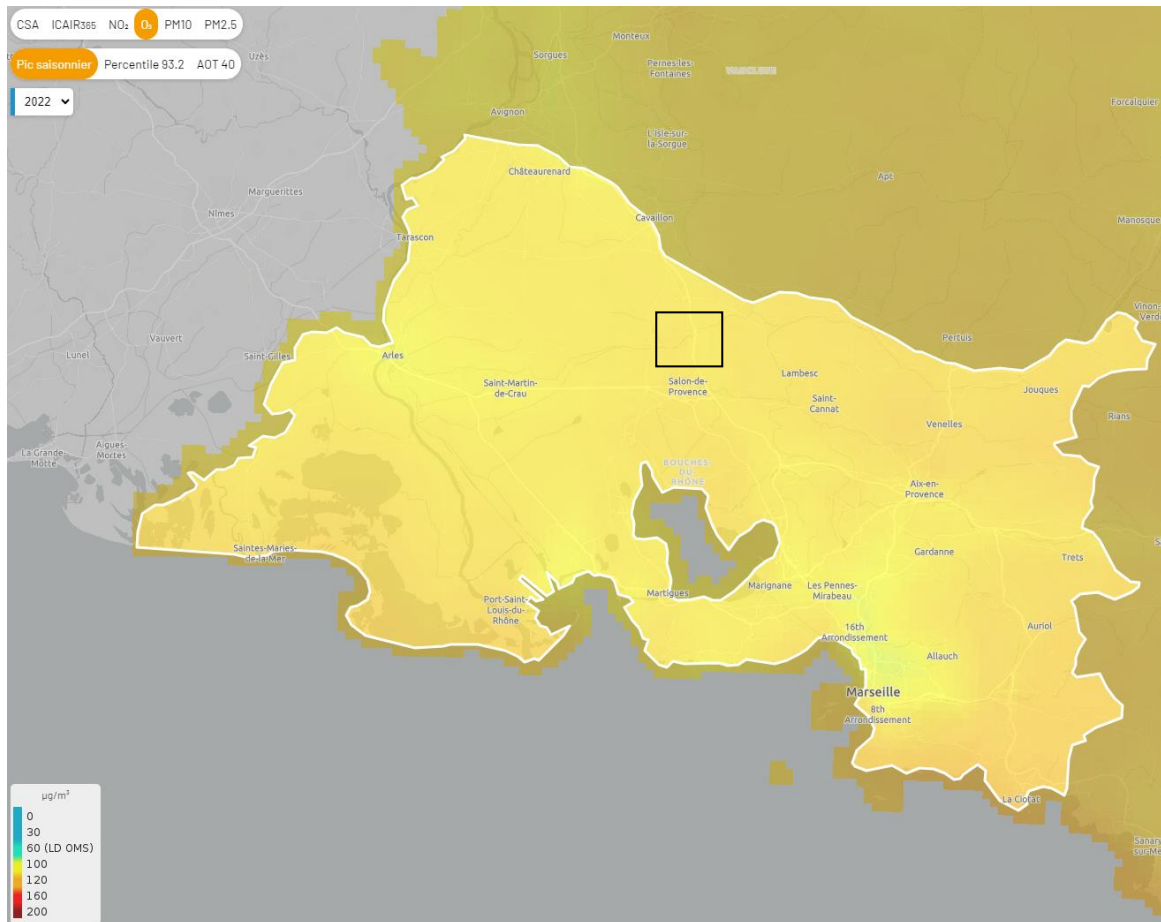 CSA ICAIR365 NO₂ O₃ PM10 PM2.5
Pic saisonnier Percentile 93.2 AOT 40
2022
Uzès
Sorgues
Monteux
Pernes-les-
Fontaines
VAUCLUSE
Forcalquier
Avignon
L'Isle-sur-
la-Sorgue
Châteaurenard
Apt
Marguerittes
Nîmes
Cavaillon
Manosque
Tarascon
Vinon-
Verdo
Vauvert
Lunel
Saint-Gilles
Arles
Pertuis
Saint-Martin-
de-Crau
Salon-de-
Provence
Lambesc
Saint-
Cannat
Jouques
Rians
Venelles
La Grande-
Motte
Aigues-
Mortes
BOUCHES-
DU-
RHÔNE
Aix-en-
Provence
Saintes-Maries-
de-la-Mer
Gardanne
Trets
Port-Saint-
Louis-du-
Rhône
Martigues
Marignane
Les Pennes-
Mirabeau
16th
Arrondissement
Auriol
Allauch
Marseille
8th
Arrondissement
La Ciotat
Sanary
sur-Me
µg/m³
0
30
60 (LD OMS)
100
120
160
200